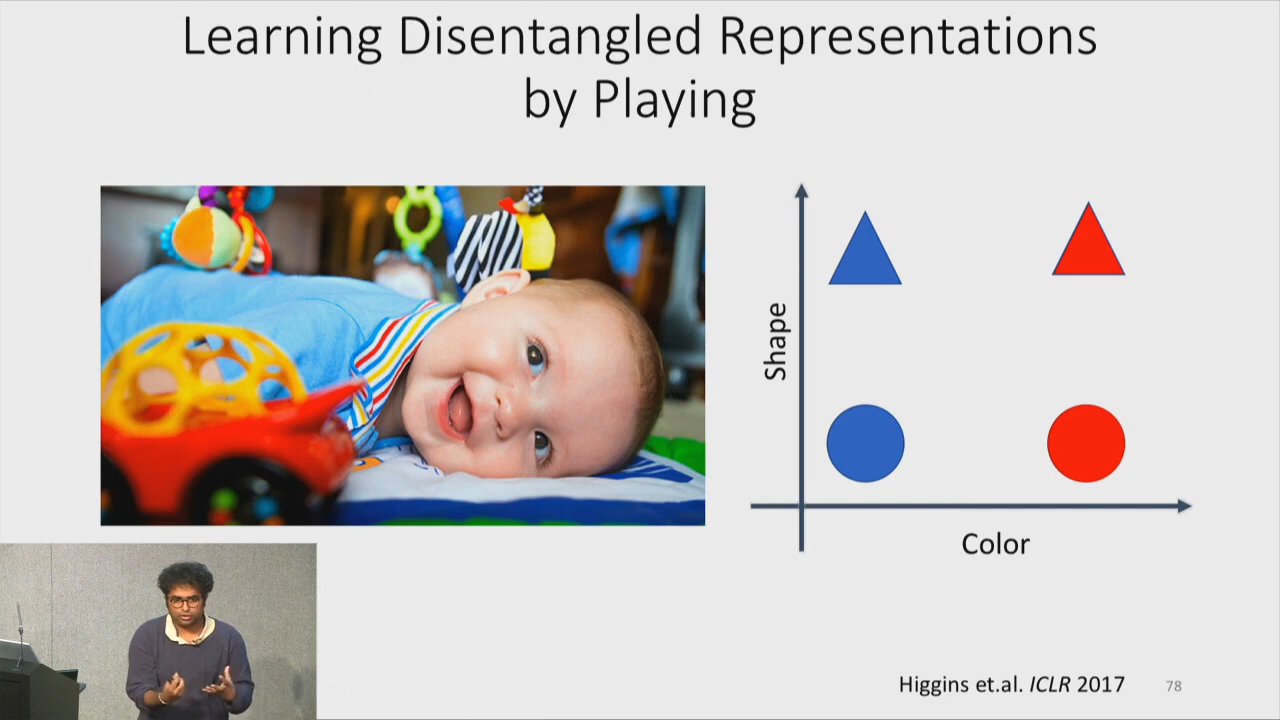 Learning Disentangled Representations
by Playing
Shape
Color
Higgins et.al. ICLR 2017
78